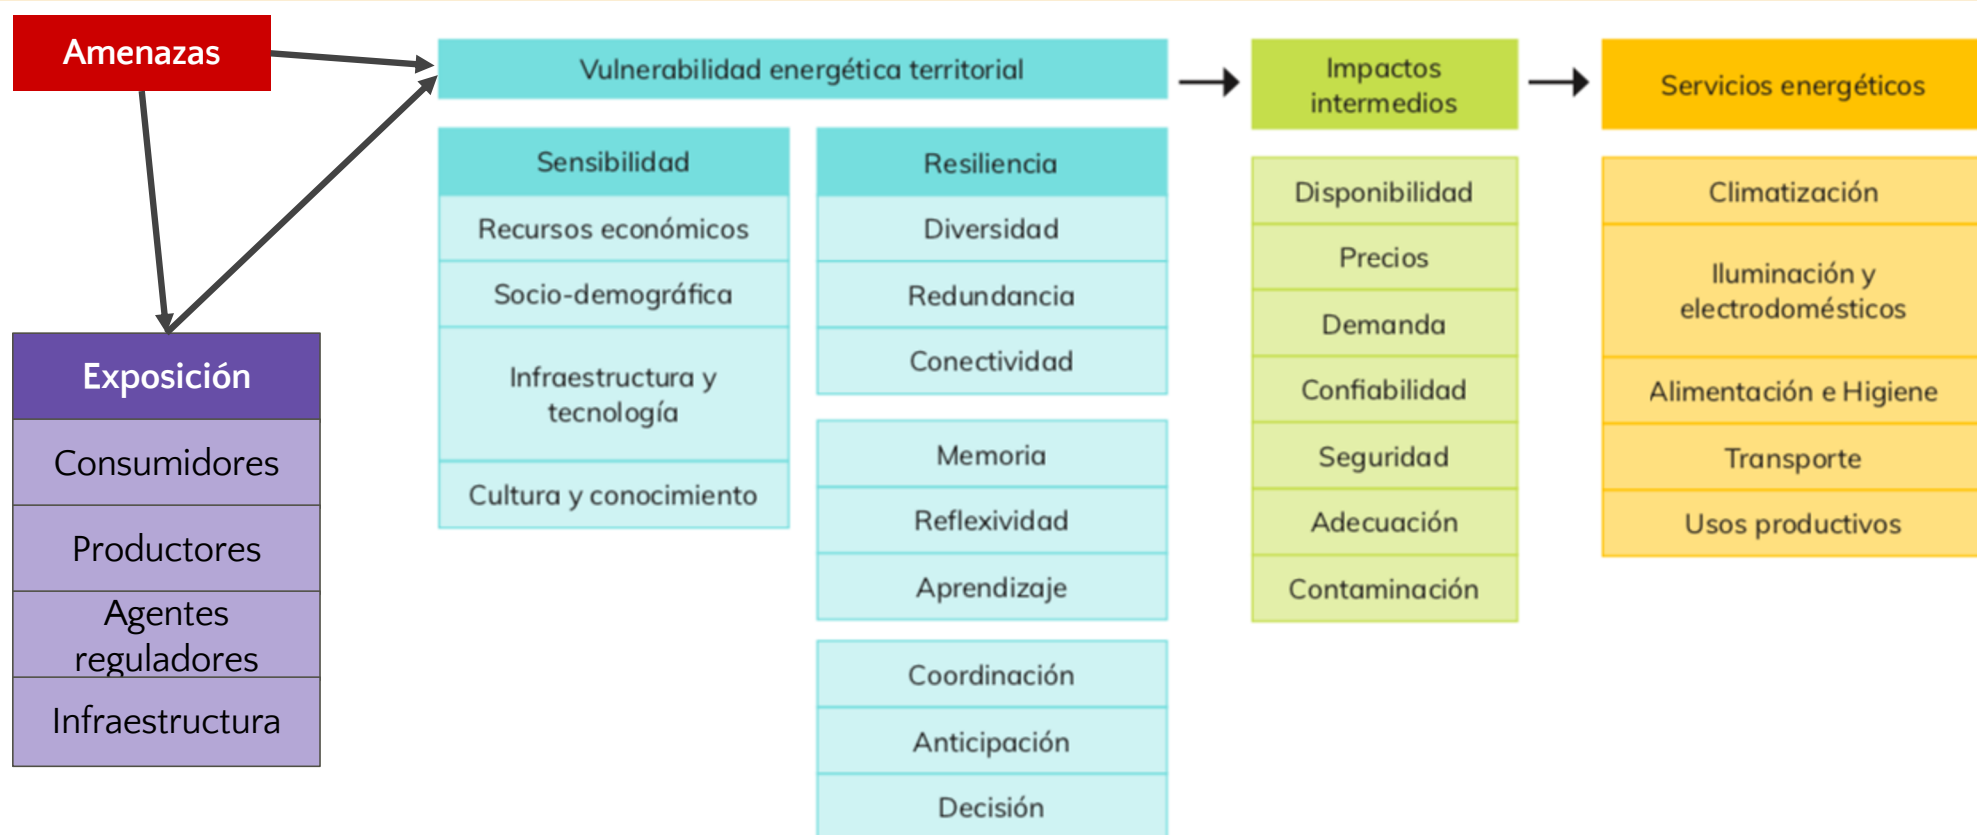 Amenazas
Exposición
Consumidores
Productores
Agentes
reguladores
Infraestructura
Vulnerabilidad energética territorial
Sensibilidad
Recursos económicos
Socio-demográfica
Infraestructura y
tecnología
Cultura y conocimiento
Resiliencia
Diversidad
Redundancia
Conectividad
Memoria
Reflexividad
Aprendizaje
Coordinación
Anticipación
Decisión
Impactos
intermedios
Disponibilidad
Precios
Demanda
Confiabilidad
Seguridad
Adecuación
Contaminación
Servicios energéticos
Climatización
Iluminación y
electrodomésticos
Alimentación e Higiene
Transporte
Usos productivos